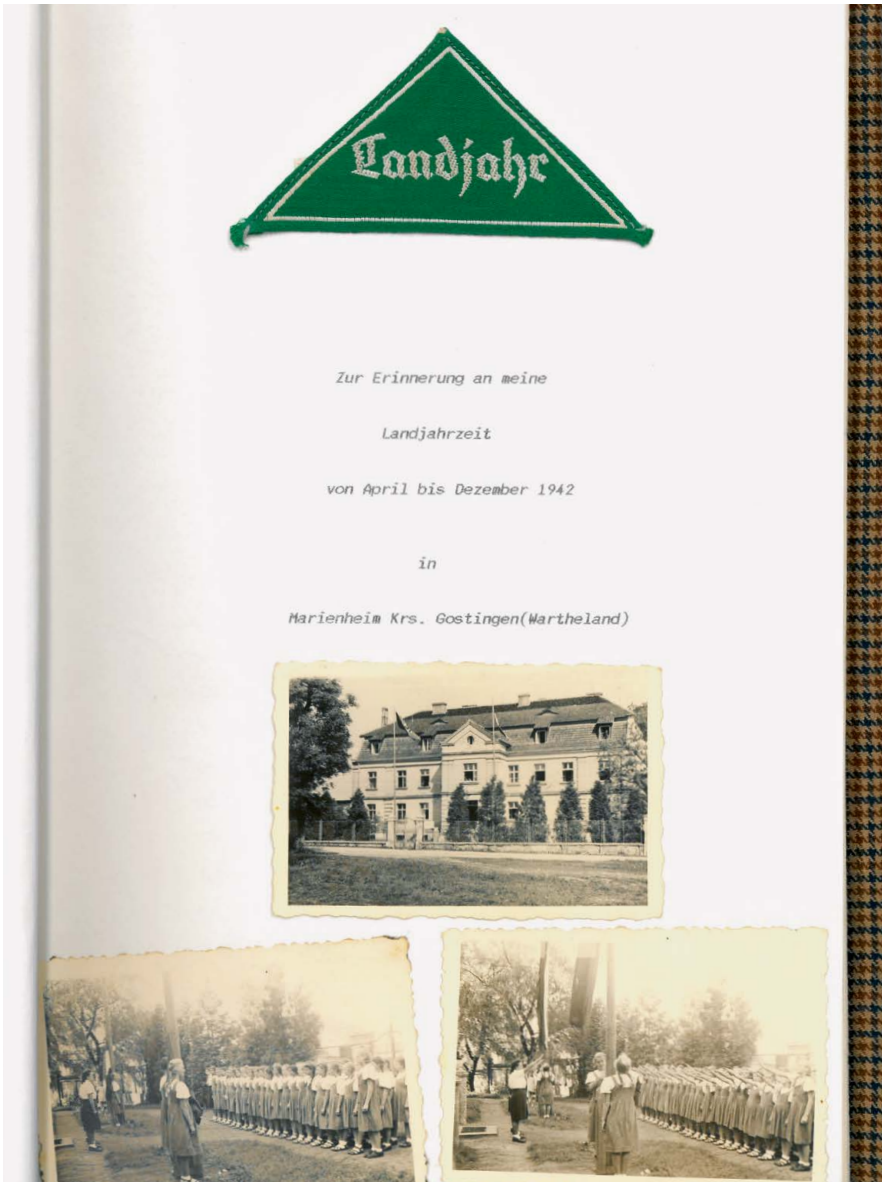 Landjahr
Zur Erinnerung an meine
Landjahrzeit
von April bis Dezember 1942
in
Marienheim Krs. Gostingen(Wartheland)